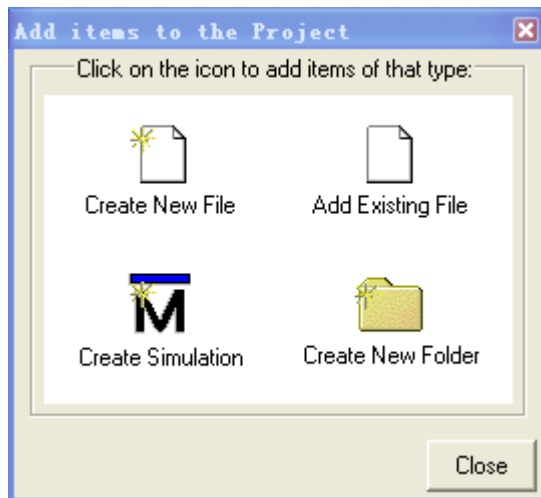 Add items to the Project
Click on the icon to add items of that type:
Create New File
Add Existing File
M
Create Simulation
Create New Folder
Close